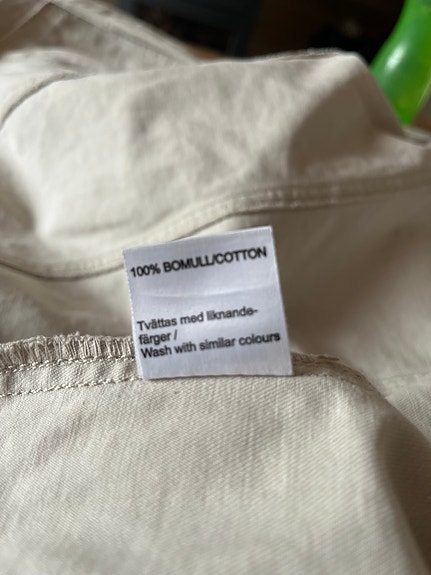 100% BOMULL/COTTON
Tvättas med liknande-
färger /
Wash with similar colours